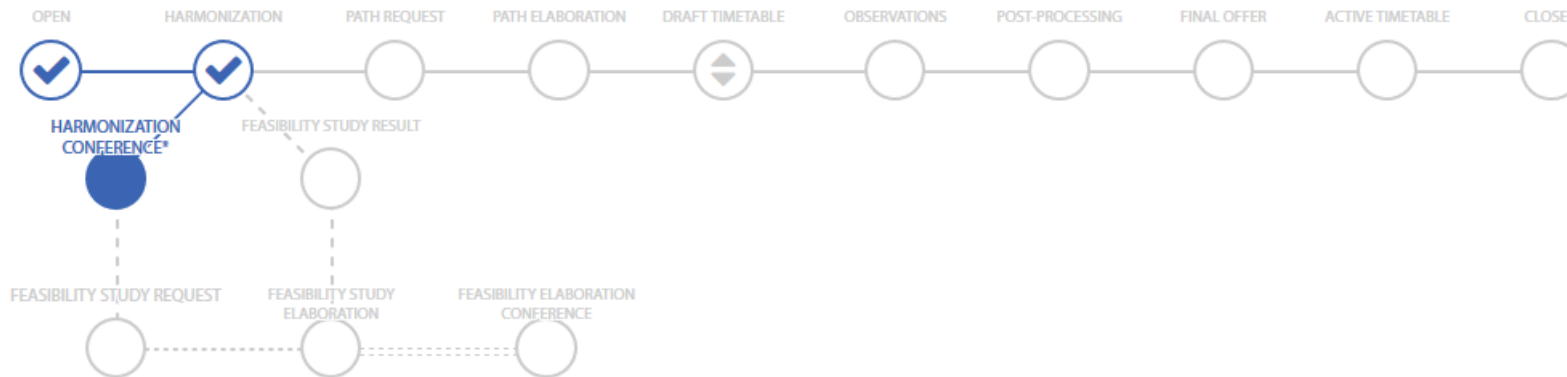 OPEN
HARMONIZATION
PATH REQUEST
PATH ELABORATION
DRAFT TIMETABLE
OBSERVATIONS
POST-PROCESSING
FINAL OFFER
ACTIVE TIMETABLE
CLOSE
HARMONIZATION
CONFERENCE*
FEASIBILITY STUDY RESULT
FEASIBILITY STUDY REQUEST
FEASIBILITY STUDY
ELABORATION
FEASIBILITY ELABORATION
CONFERENCE